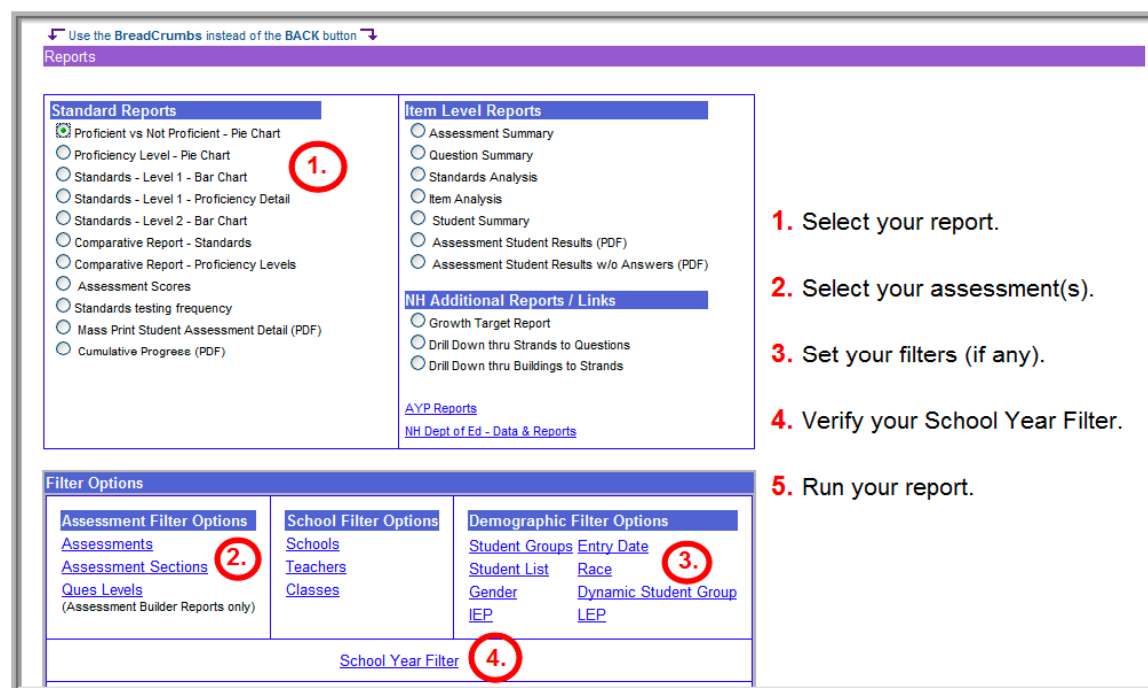 Use the BreadCrumbs instead of the BACK button
Reports
Standard Reports
Proficient vs Not Proficient - Pie Chart
Proficiency Level - Pie Chart
Standards - Level 1 - Bar Chart
Standards - Level 1 - Proficiency Detail
Standards - Level 2 - Bar Chart
Comparative Report - Standards
Comparative Report - Proficiency Levels
Assessment Scores
Standards testing frequency
Mass Print Student Assessment Detail (PDF)
Cumulative Progress (PDF)
1.
Item Level Reports
Assessment Summary
Question Summary
Standards Analysis
Item Analysis
Student Summary
Assessment Student Results (PDF)
Assessment Student Results w/o Answers (PDF)
NH Additional Reports / Links
Growth Target Report
Drill Down thru Strands to Questions
Drill Down thru Buildings to Strands
AYP Reports
NH Dept of Ed - Data & Reports
Filter Options
Assessment Filter Options
Assessments
Assessment Sections
Ques Levels
(Assessment Builder Reports only)
2.
School Filter Options
Schools
Teachers
Classes
Demographic Filter Options
Student Groups Entry Date
Student List Race
Gender Dynamic Student Group
IEP LEP
3.
School Year Filter
4.
1. Select your report.
2. Select your assessment(s).
3. Set your filters (if any).
4. Verify your School Year Filter.
5. Run your report.